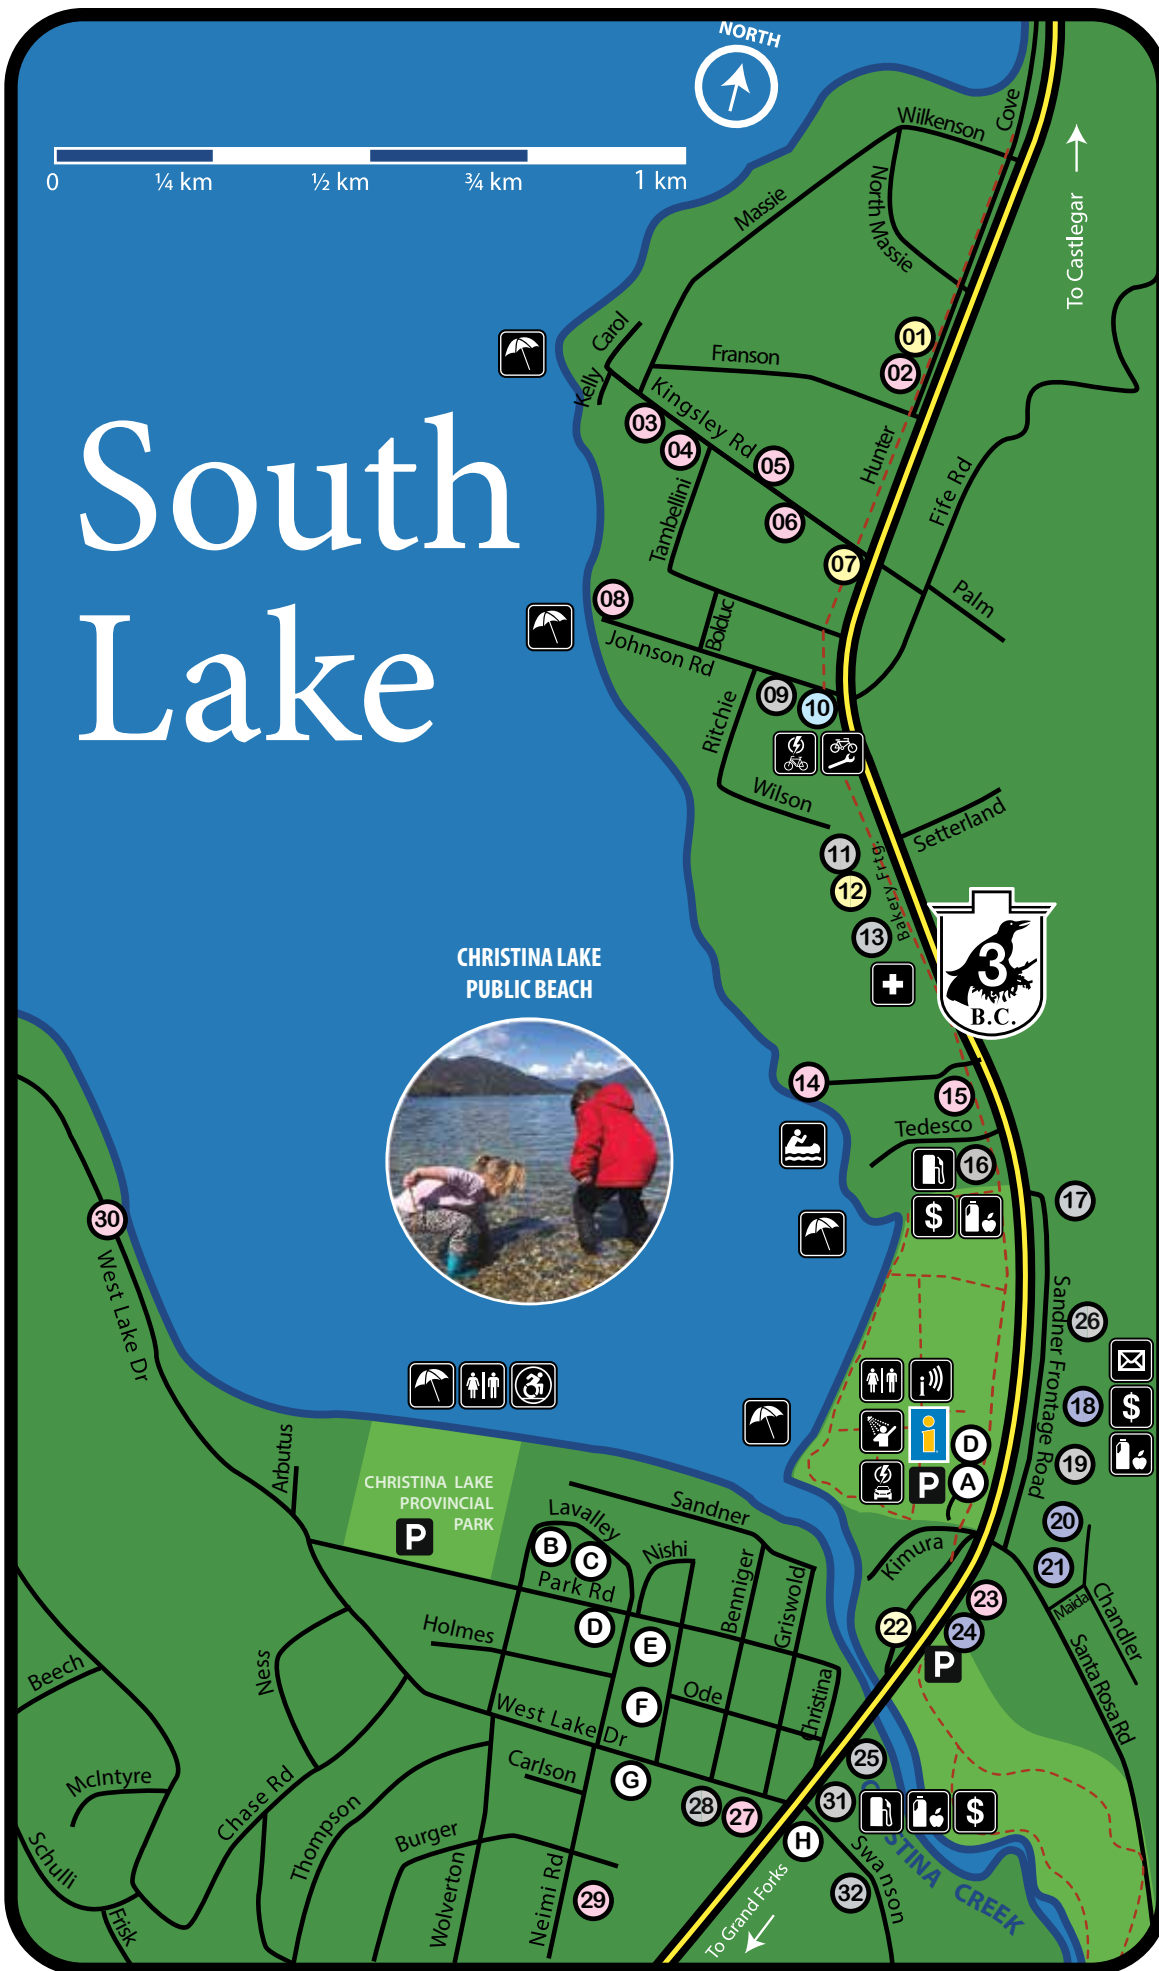 NORTH
0
¼ km
½ km
¾ km
1 km
Wilkenson
Cove
To Castlegar
Massie
North Massie
01
02
Carol
Franson
Kelly
Kingsley Rd
03
04
05
06
07
Hunter
Fife Rd
Tambellini
Palm
South
Lake
08
Bolduc
Johnson Rd
09
10
Ritchie
Wilson
Setterland
11
12
Bakery Frtg.
13
3
B.C.
CHRISTINA LAKE
PUBLIC BEACH
14
15
Tedesco
16
$
17
30
West Lake Dr
Sandner Frontage Road
26
i
18
$
D
A
P
19
20
21
Arbutus
CHRISTINA LAKE
PROVINCIAL
PARK
P
Sandner
Lavalley
B
C
Nishi
Park Rd
Benniger
Griswold
Kimura
Maida
Chandler
23
22
24
P
Santa Rosa Rd
Holmes
D
E
Ness
Beech
F
Ode
Christina
West Lake Dr
Carlson
G
28
27
25
31
$
H
McIntyre
Chase Rd
Thompson
Burger
Schulli
Frisk
Wolverton
Neimi Rd
29
To Grand Forks
Swanson
32
STINA CREEK